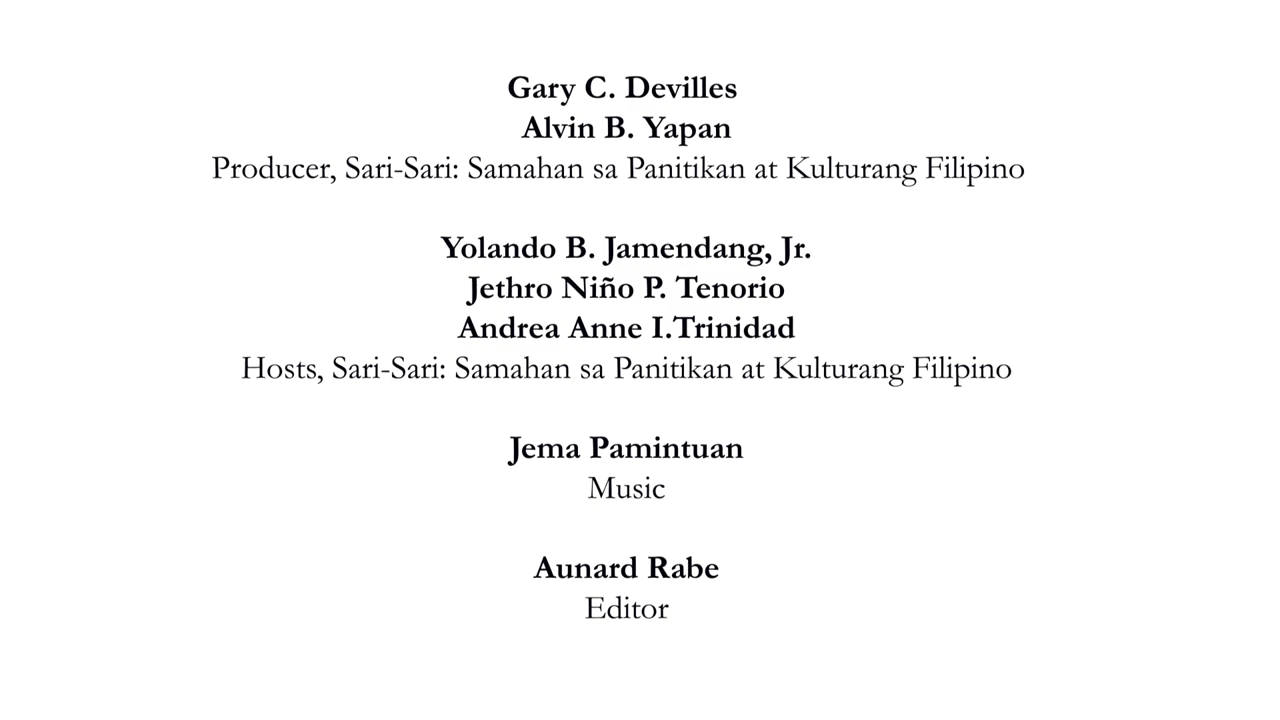 Gary C. Devilles
Alvin B. Yapan
Producer, Sari-Sari: Samahan sa Panitikan at Kulturang Filipino
Yolando B. Jamendang, Jr.
Jethro Niño P. Tenorio
Andrea Anne I.Trinidad
Hosts, Sari-Sari: Samahan sa Panitikan at Kulturang Filipino
Jema Pamintuan
Music
Aunard Rabe
Editor